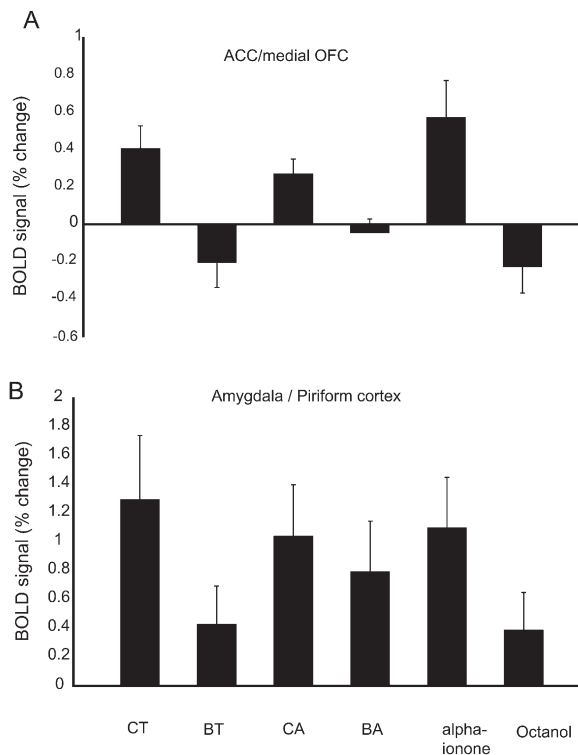 A
ACC/medial OFC
BOLD signal (% change)
1
0.8
0.6
0.4
0.2
0
-0.2
-0.4
-0.6
B
Amygdala / Piriform cortex
BOLD signal (% change)
2
1.8
1.6
1.4
1.2
1
0.8
0.6
0.4
0.2
0
CT BT CA BA alpha-
ionone Octanol